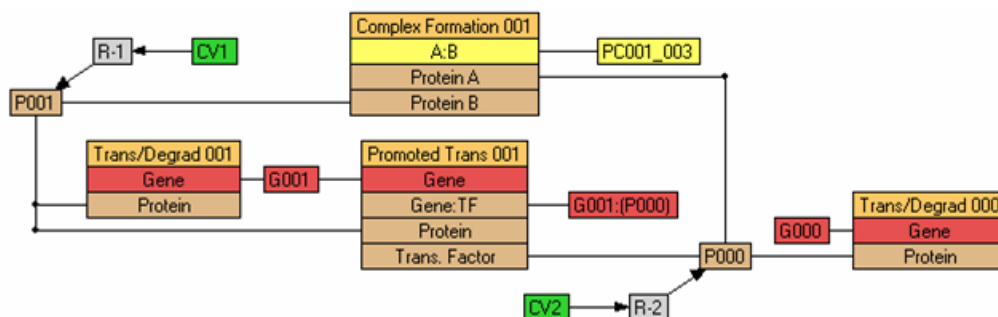 Complex Formation 001
R-1
CV1
A:B
PC001_003
Protein A
P001
Protein B
Trans/Degrad 001
Promoted Trans 001
Gene
G001
Gene
Protein
Gene:TF
G001:(P000)
Trans/Degrad 000
Protein
G000
Gene
Trans. Factor
P000
Protein
CV2
R-2